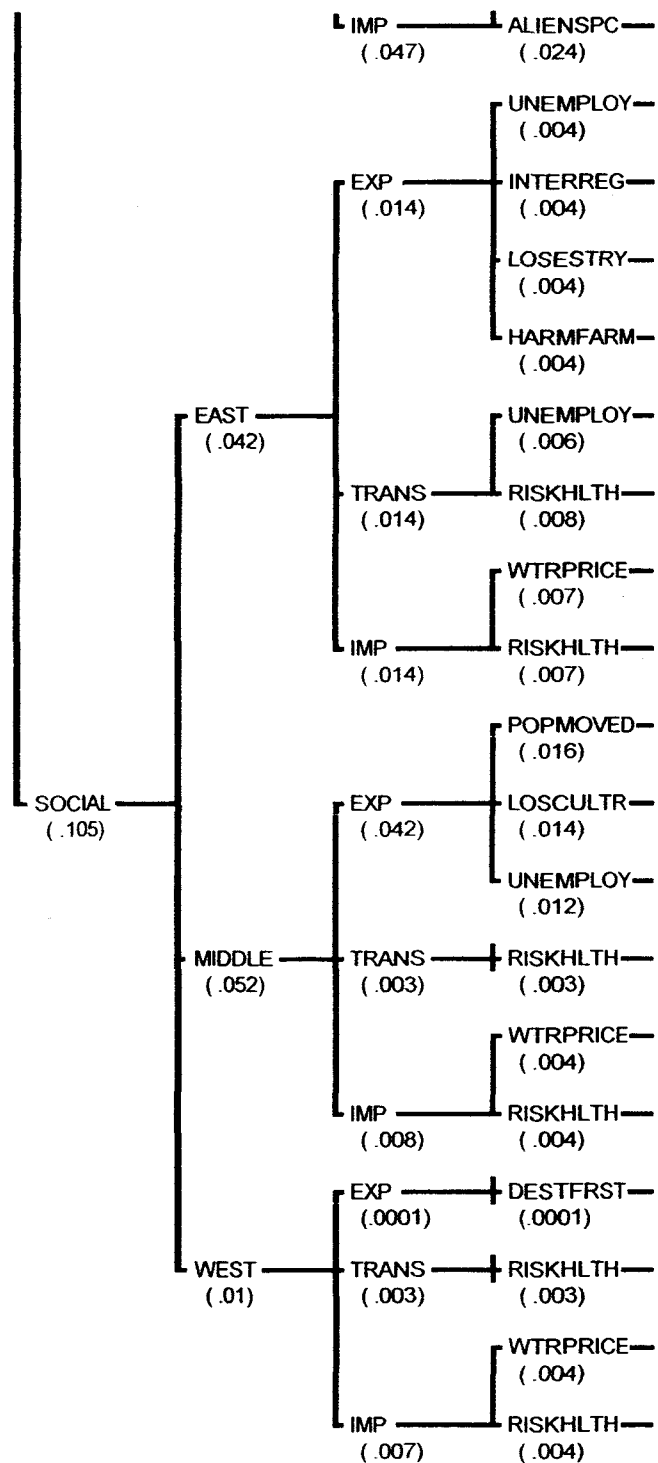 IMP ALIENSPC
( .047) ( .024)
UNEMPLOY
( .004)
EXP INTERREG
( .014) ( .004)
LOSESTRY
( .004)
HARMFARM
( .004)
EAST UNEMPLOY
( .042) ( .006)
TRANS RISKHLTH
( .014) ( .008)
WTRPRICE
( .007)
IMP RISKHLTH
( .014) ( .007)
POPMOVED
( .016)
SOCIAL EXP LOSCULTR
( .105) ( .042) ( .014)
UNEMPLOY
( .012)
MIDDLE TRANS RISKHLTH
( .052) ( .003) ( .003)
WTRPRICE
( .004)
IMP RISKHLTH
( .008) ( .004)
EXP DESTFRST
(.0001) (.0001)
WEST TRANS RISKHLTH
( .01) ( .003) ( .003)
WTRPRICE
( .004)
IMP RISKHLTH
( .007) ( .004)